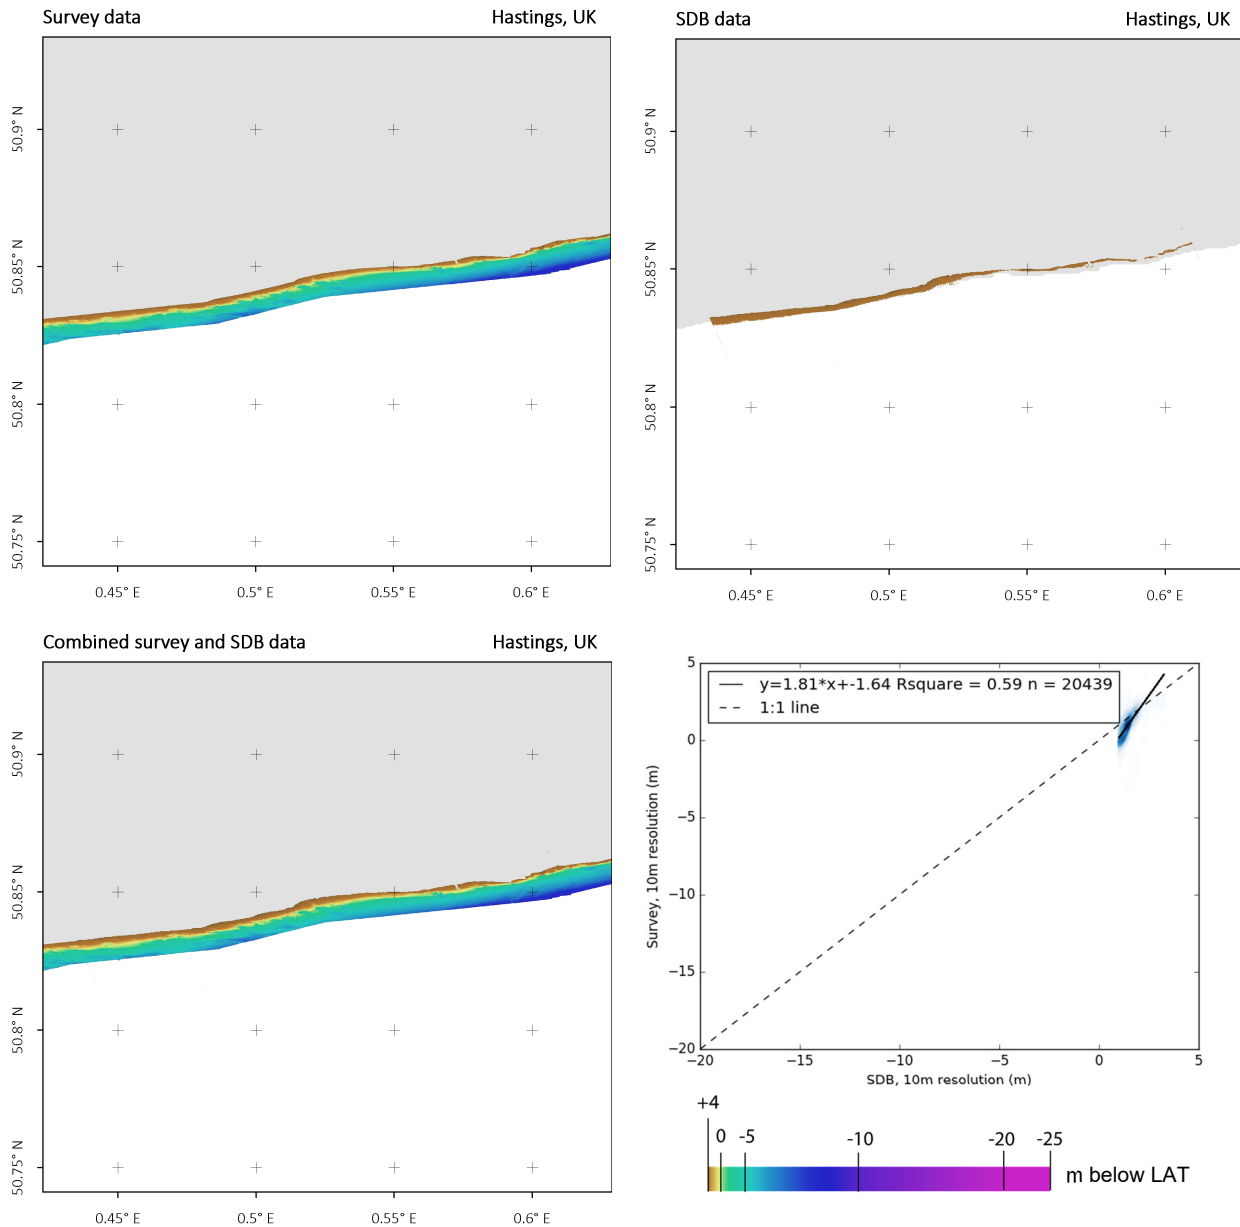 Survey data Hastings, UK
50.9° N
50.85° N
50.8° N
50.75° N
0.45° E 0.5° E 0.55° E 0.6° E
SDB data Hastings, UK
50.9° N
50.85° N
50.8° N
50.75° N
0.45° E 0.5° E 0.55° E 0.6° E
Combined survey and SDB data Hastings, UK
50.9° N
50.85° N
50.8° N
50.75° N
0.45° E 0.5° E 0.55° E 0.6° E
y=1.81*x+-1.64 Rsquare = 0.59 n = 20439
1:1 line
5
0
−5
−10
−15
−20
Survey, 10m resolution (m)
−20 −15 −10 −5 0 5
SDB, 10m resolution (m)
+4
0 -5 -10 -20 -25
m below LAT